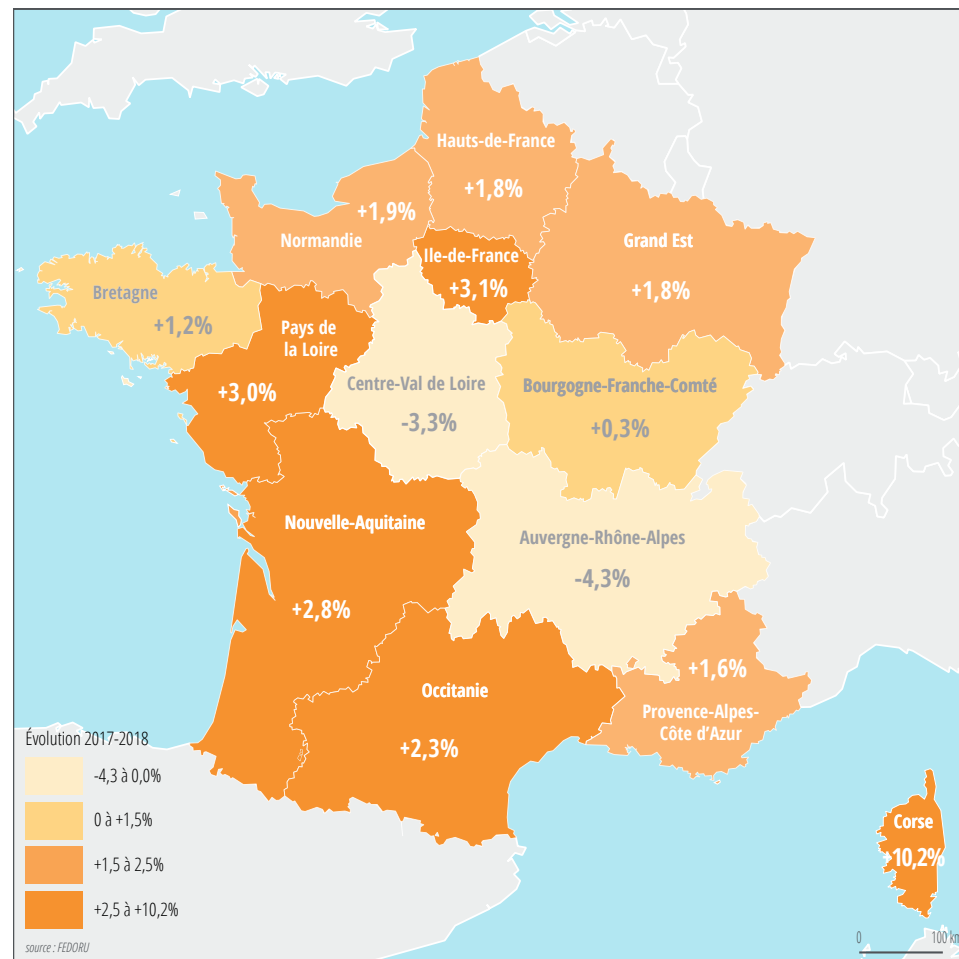 Hauts-de-France
+1,8%
+1,9%
Normandie
Ile-de-France
+3,1%
Grand Est
+1,8%
Bretagne
+1,2%
Pays de
la Loire
+3,0%
Centre-Val de Loire
-3,3%
Bourgogne-Franche-Comté
+0,3%
Nouvelle-Aquitaine
+2,8%
Auvergne-Rhône-Alpes
-4,3%
Occitanie
+2,3%
+1,6%
Provence-Alpes-
Côte d'Azur
Corse
+10,2%
Évolution 2017-2018
-4,3 à 0,0%
0 à +1,5%
+1,5 à 2,5%
+2,5 à +10,2%
source : FEDORU
0 100 km